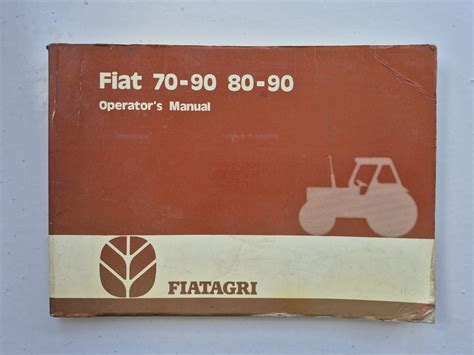 Fiat 70-90 80-90
Operator's Manual
FIATAGRI